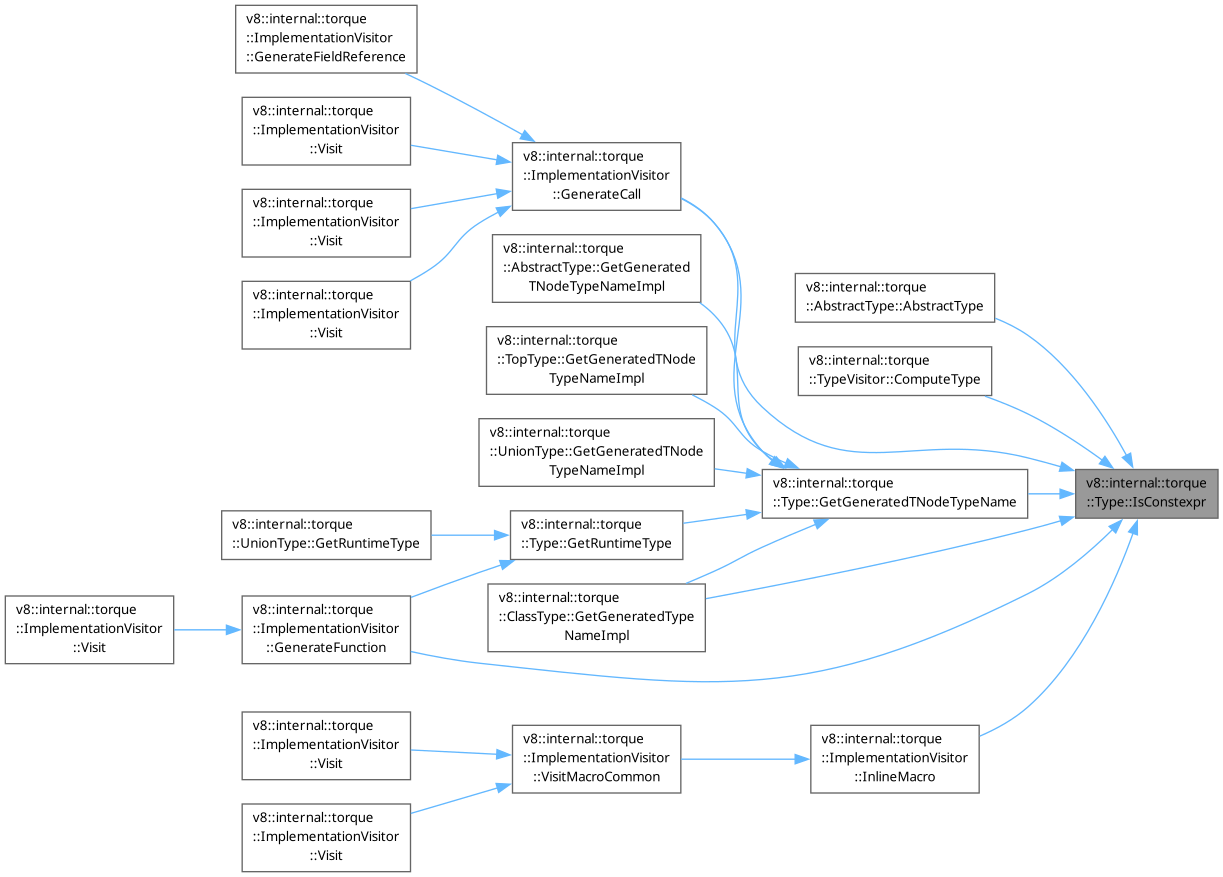 v8::internal::torque
::ImplementationVisitor
::GenerateFieldReference
v8::internal::torque
::ImplementationVisitor
::Visit
v8::internal::torque
::ImplementationVisitor
::GenerateCall
v8::internal::torque
::ImplementationVisitor
::Visit
v8::internal::torque
::AbstractType::GetGenerated
TNodeTypeNameImpl
v8::internal::torque
::AbstractType::AbstractType
v8::internal::torque
::ImplementationVisitor
::Visit
v8::internal::torque
::TopType::GetGeneratedTNode
TypeNameImpl
v8::internal::torque
::TypeVisitor::ComputeType
v8::internal::torque
::UnionType::GetGeneratedTNode
TypeNameImpl
v8::internal::torque
::Type::GetGeneratedTNodeTypeName
v8::internal::torque
::Type::IsConstexpr
v8::internal::torque
::UnionType::GetRuntimeType
v8::internal::torque
::Type::GetRuntimeType
v8::internal::torque
::ClassType::GetGeneratedType
NameImpl
v8::internal::torque
::ImplementationVisitor
::Visit
v8::internal::torque
::ImplementationVisitor
::GenerateFunction
v8::internal::torque
::ImplementationVisitor
::Visit
v8::internal::torque
::ImplementationVisitor
::VisitMacroCommon
v8::internal::torque
::ImplementationVisitor
::InlineMacro
v8::internal::torque
::ImplementationVisitor
::Visit